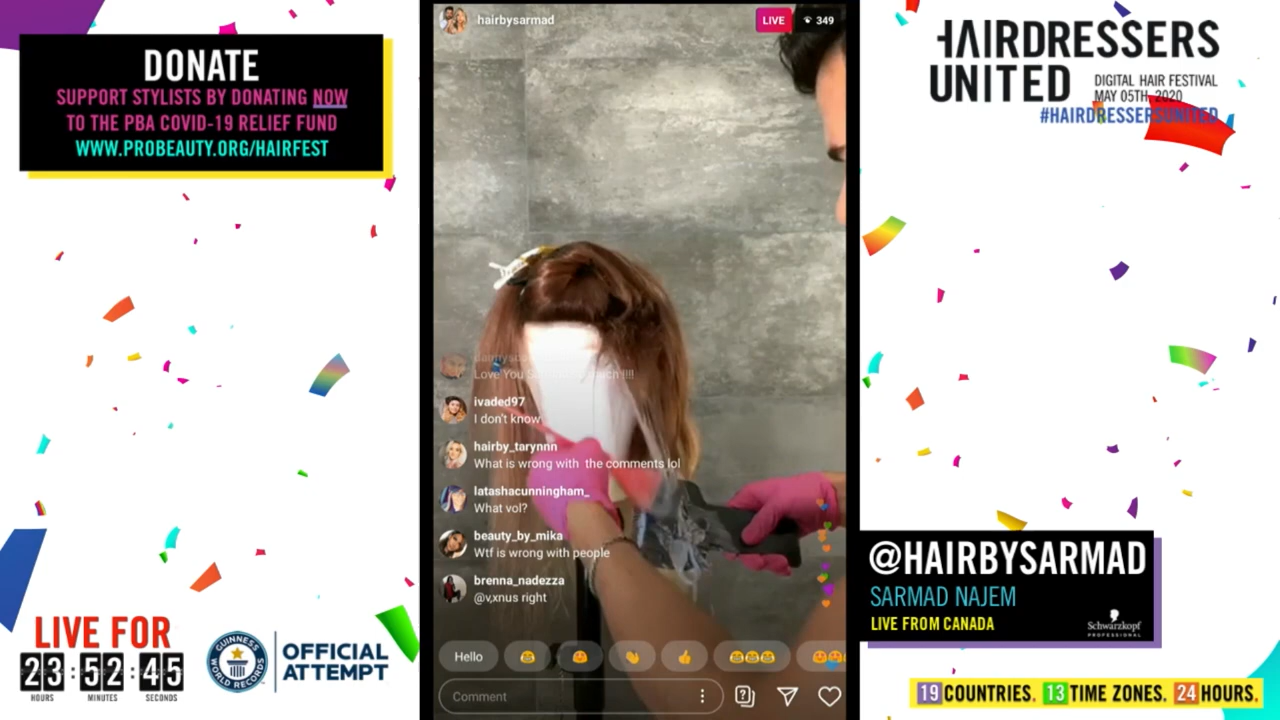 DONATE
SUPPORT STYLISTS BY DONATING NOW
TO THE PBA COVID-19 RELIEF FUND
WWW.PROBEAUTY.ORG/HAIRFEST
hairbysarmad
LIVE
349
HAIRDRESSERS
UNITED
DIGITAL HAIR FESTIVAL
MAY 05TH, 2020
#HAIRDRESSERSUNITED
Love You
ivaded97
I don't know
hairby_tarynnn
What is wrong with the comments lol
latashacunningham_
What vol?
beauty_by_mika
Wtf is wrong with people
brenna_nadezza
@v,xnus right
Hello
Comment
@HAIRBYSARMAD
SARMAD NAJEM
LIVE FROM CANADA
Schwarzkopf
PROFESSIONAL
LIVE FOR
23:52:45
HOURS MINUTES SECONDS
GUINNESS
WORLD RECORDS
OFFICIAL
ATTEMPT
19 COUNTRIES. 13 TIME ZONES. 24 HOURS.